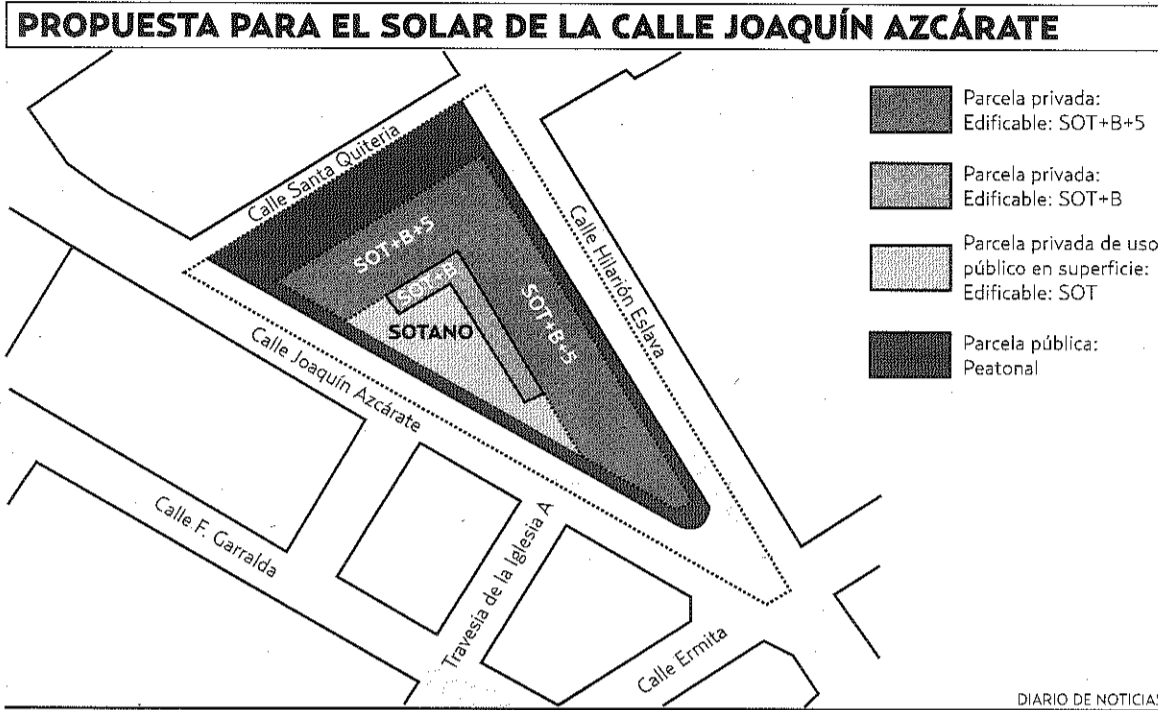 PROPUESTA PARA EL SOLAR DE LA CALLE JOAQUÍN AZCÁRATE
Parcela privada:
Edificable: SOT+B+5
Parcela privada:
Edificable: SOT+B
Parcela privada de uso
público en superficie:
Edificable: SOT
Parcela pública:
Peatonal
Calle Santa Quiteria
Calle Hilarión Eslava
SOT+B+5
SOT+B
SOT+B+5
SOTANO
Calle Joaquín Azcárate
Calle F. Garralda
Travesía de la Iglesia A
Calle Ermita
DIARIO DE NOTICIAS